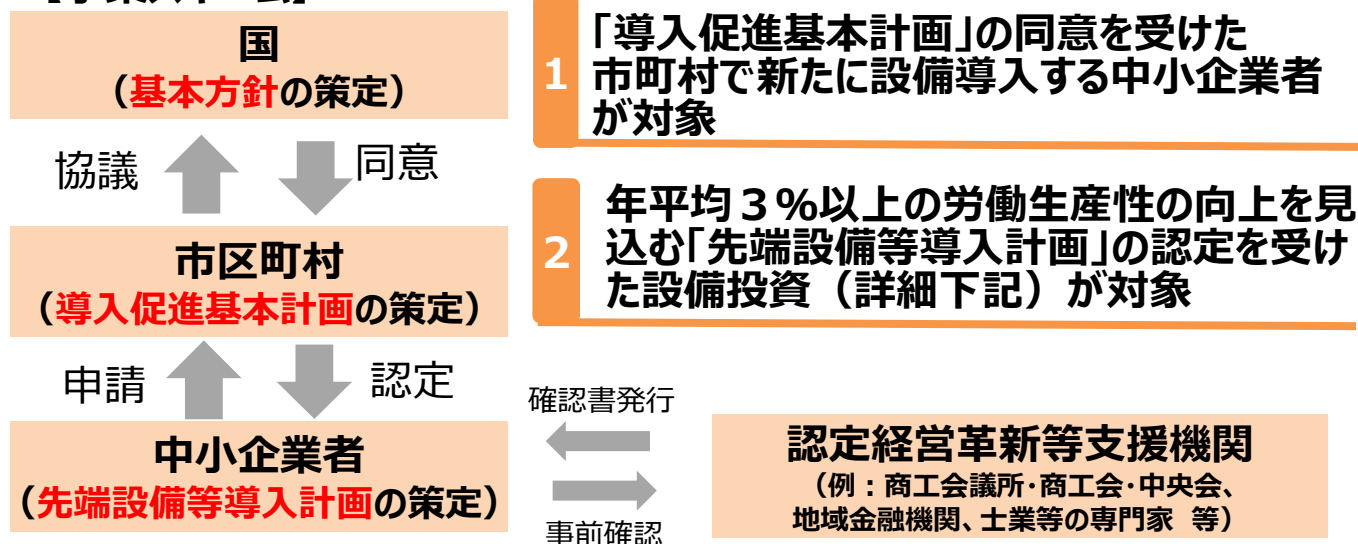 国
（基本方針の策定）
協議
同意
市区町村
（導入促進基本計画の策定）
申請
認定
中小企業者
（先端設備等導入計画の策定）
1
「導入促進基本計画」の同意を受けた
市町村で新たに設備導入する中小企業者
が対象
2
年平均３％以上の労働生産性の向上を見
込む「先端設備等導入計画」の認定を受け
た設備投資（詳細下記）が対象
確認書発行
事前確認
認定経営革新等支援機関
（例：商工会議所・商工会・中央会、
地域金融機関、士業等の専門家 等）